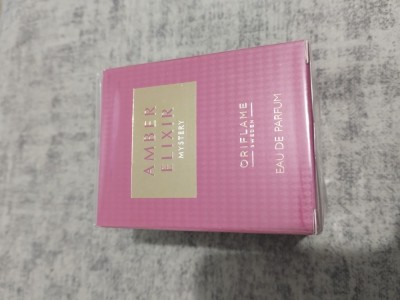 AMBER
ELIXIR
MYSTERY
ORIFLAME
SWEDEN
EAU DE PARFUM